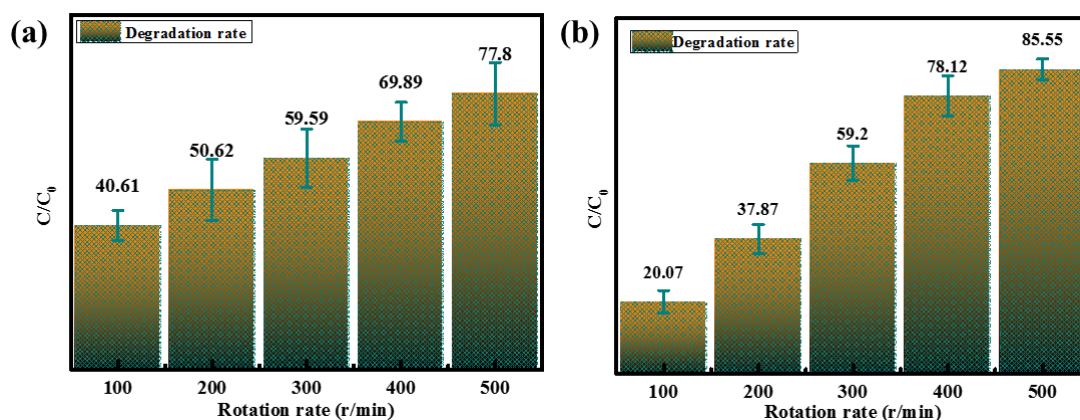 (a)
Degradation rate
40.61
50.62
59.59
69.89
77.8
C/C0
100 200 300 400 500
Rotation rate (r/min)
(b)
Degradation rate
20.07
37.87
59.2
78.12
85.55
C/C0
100 200 300 400 500
Rotation rate (r/min)